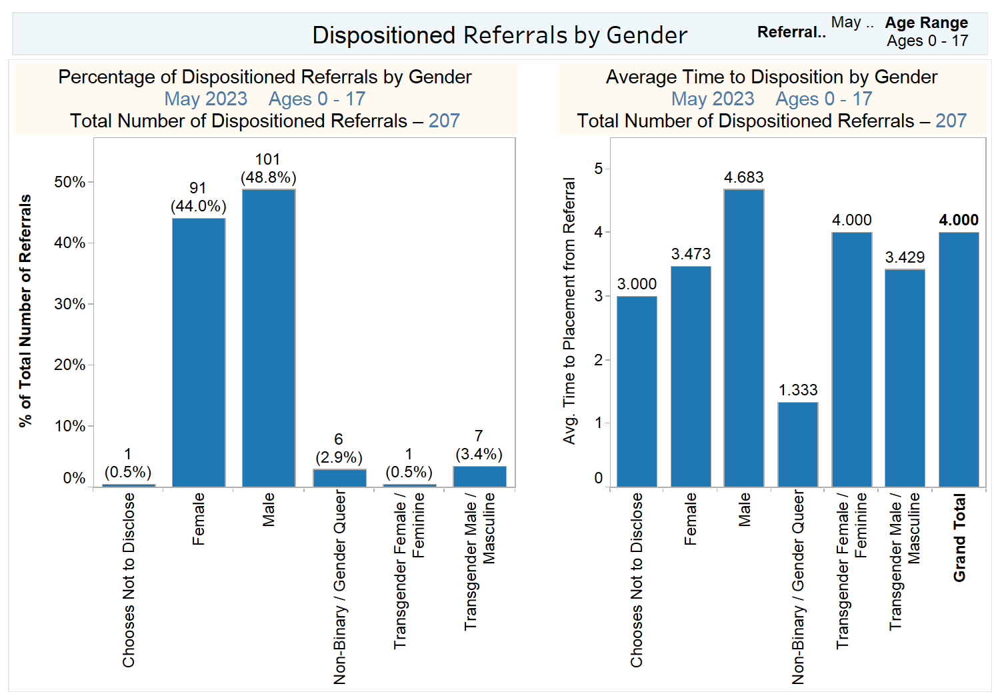 Dispositioned Referrals by Gender
Referral..
May ..
Age Range
Ages 0 - 17
Percentage of Dispositioned Referrals by Gender
May 2023 Ages 0 - 17
Total Number of Dispositioned Referrals – 207
% of Total Number of Referrals
50%
40%
30%
20%
10%
0%
1
(0.5%)
91
(44.0%)
101
(48.8%)
6
(2.9%)
1
(0.5%)
7
(3.4%)
Chooses Not to Disclose
Female
Male
Non-Binary / Gender Queer
Transgender Female /
Feminine
Transgender Male /
Masculine
Average Time to Disposition by Gender
May 2023 Ages 0 - 17
Total Number of Dispositioned Referrals – 207
Avg. Time to Placement from Referral
5
4
3
2
1
0
3.000
3.473
4.683
1.333
4.000
3.429
4.000
Chooses Not to Disclose
Female
Male
Non-Binary / Gender Queer
Transgender Female /
Feminine
Transgender Male /
Masculine
Grand Total